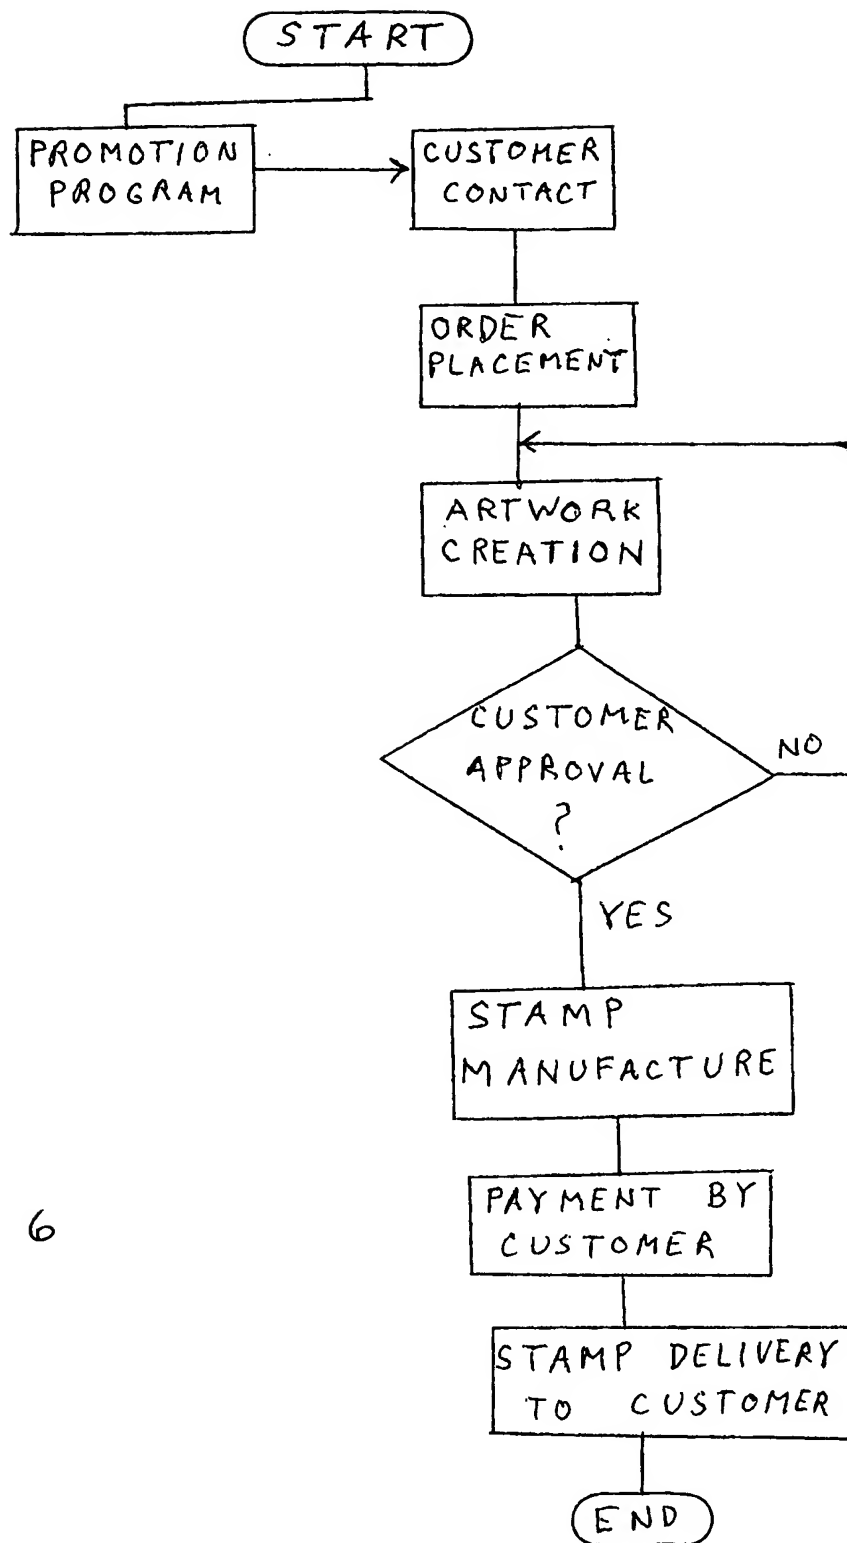 START
PROMOTION
PROGRAM
CUSTOMER
CONTACT
ORDER
PLACEMENT
ARTWORK
CREATION
CUSTOMER
APPROVAL
?
NO
YES
STAMP
MANUFACTURE
PAYMENT BY
CUSTOMER
6
STAMP DELIVERY
TO CUSTOMER
END